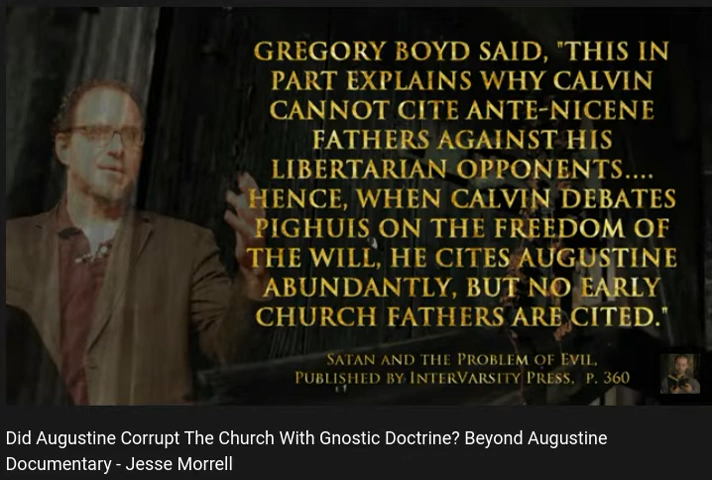 GREGORY BOYD SAID, "THIS IN
PART EXPLAINS WHY CALVIN
CANNOT CITE ANTE-NICENE
FATHERS AGAINST HIS
LIBERTARIAN OPPONENTS....
HENCE, WHEN CALVIN DEBATES
PIGHUIS ON THE FREEDOM OF
THE WILL, HE CITES AUGUSTINE
ABUNDANTLY, BUT NO EARLY
CHURCH FATHERS ARE CITED."
SATAN AND THE PROBLEM OF EVIL,
PUBLISHED BY INTERVARSITY PRESS, P. 360
Did Augustine Corrupt The Church With Gnostic Doctrine? Beyond Augustine
Documentary - Jesse Morrell